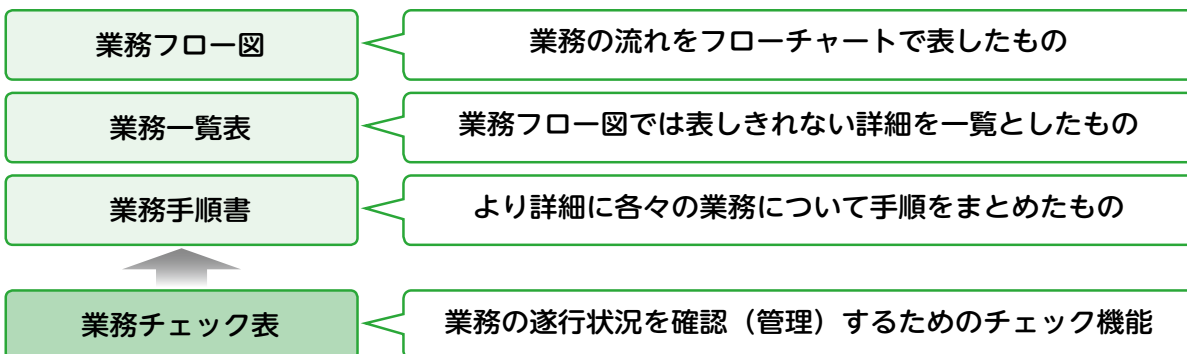 業務フロー図
業務の流れをフローチャートで表したもの
業務一覧表
業務フロー図では表しきれない詳細を一覧としたもの
業務手順書
より詳細に各々の業務について手順をまとめたもの
業務チェック表
業務の遂行状況を確認（管理）するためのチェック機能